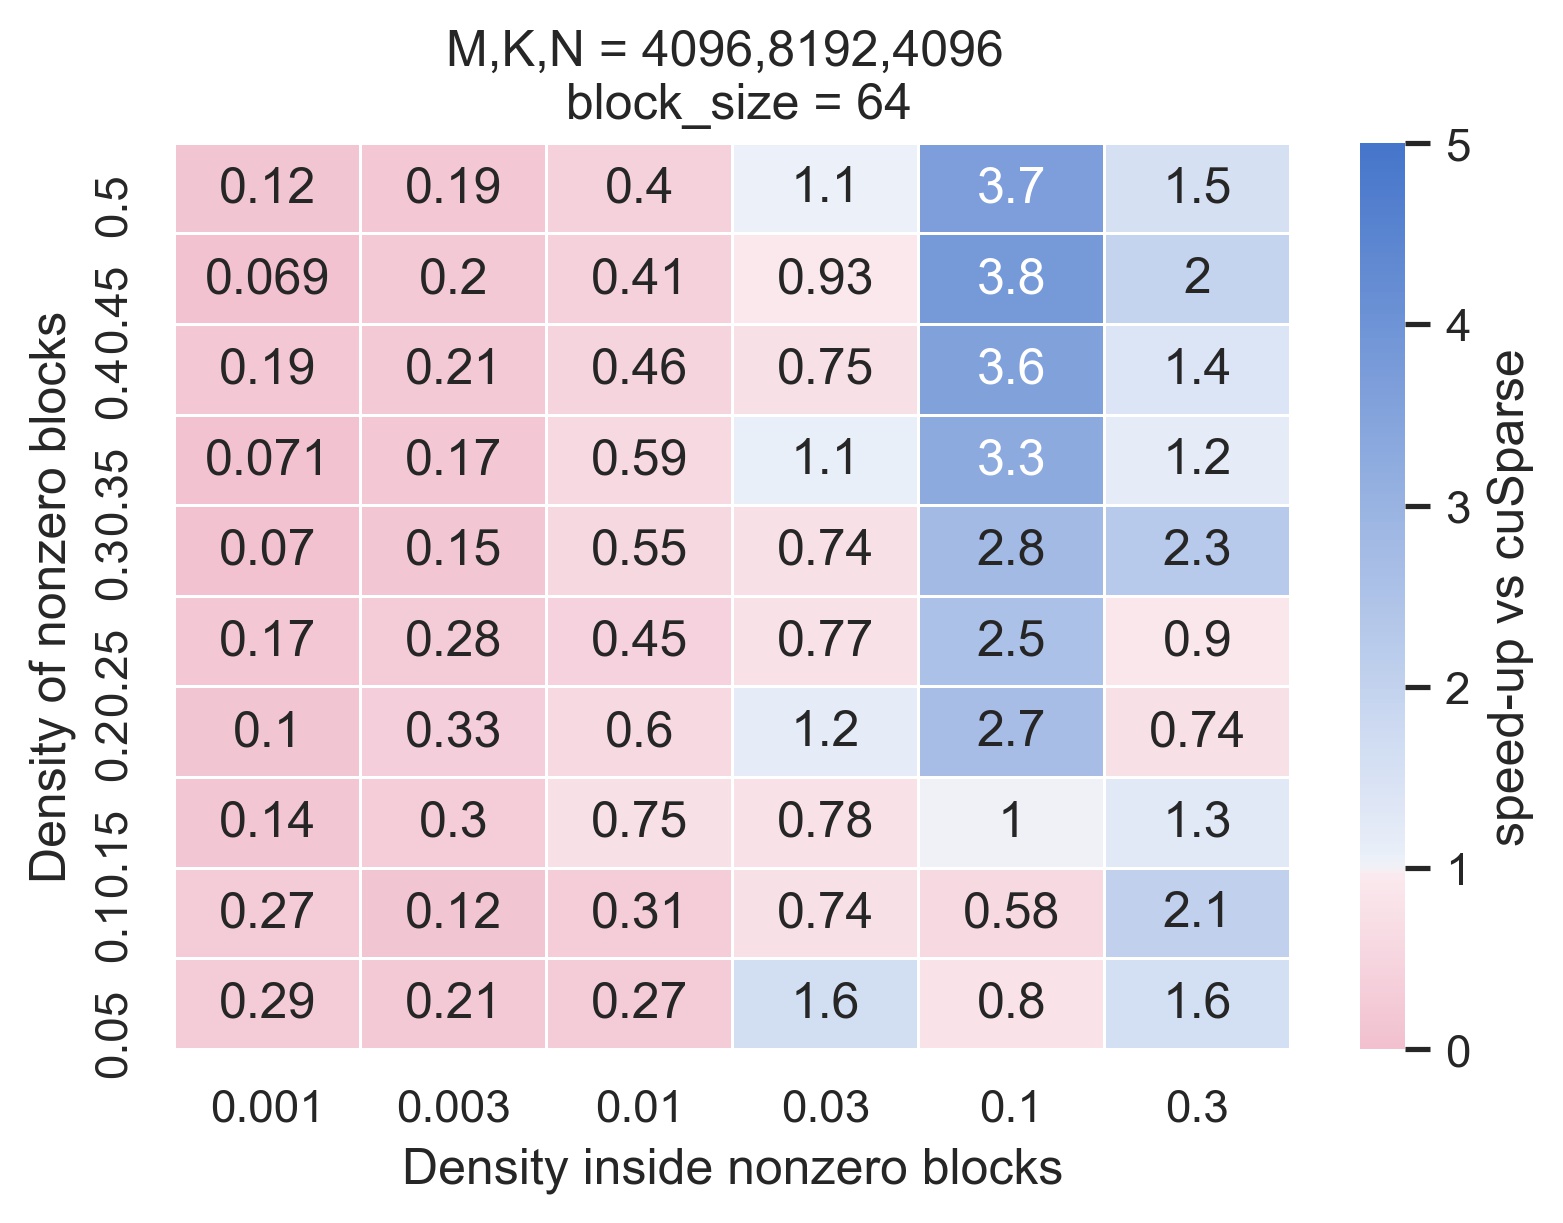 M,K,N = 4096,8192,4096
block_size = 64
Density of nonzero blocks
0.5 0.12 0.19 0.4 1.1 3.7 1.5
0.45 0.069 0.2 0.41 0.93 3.8 2
0.4 0.19 0.21 0.46 0.75 3.6 1.4
0.35 0.071 0.17 0.59 1.1 3.3 1.2
0.30 0.07 0.15 0.55 0.74 2.8 2.3
0.25 0.17 0.28 0.45 0.77 2.5 0.9
0.20 0.1 0.33 0.6 1.2 2.7 0.74
0.15 0.14 0.3 0.75 0.78 1 1.3
0.10 0.27 0.12 0.31 0.74 0.58 2.1
0.05 0.29 0.21 0.27 1.6 0.8 1.6
0.001 0.003 0.01 0.03 0.1 0.3
Density inside nonzero blocks
5
4
3
2
1
0
speed-up vs cuSparse